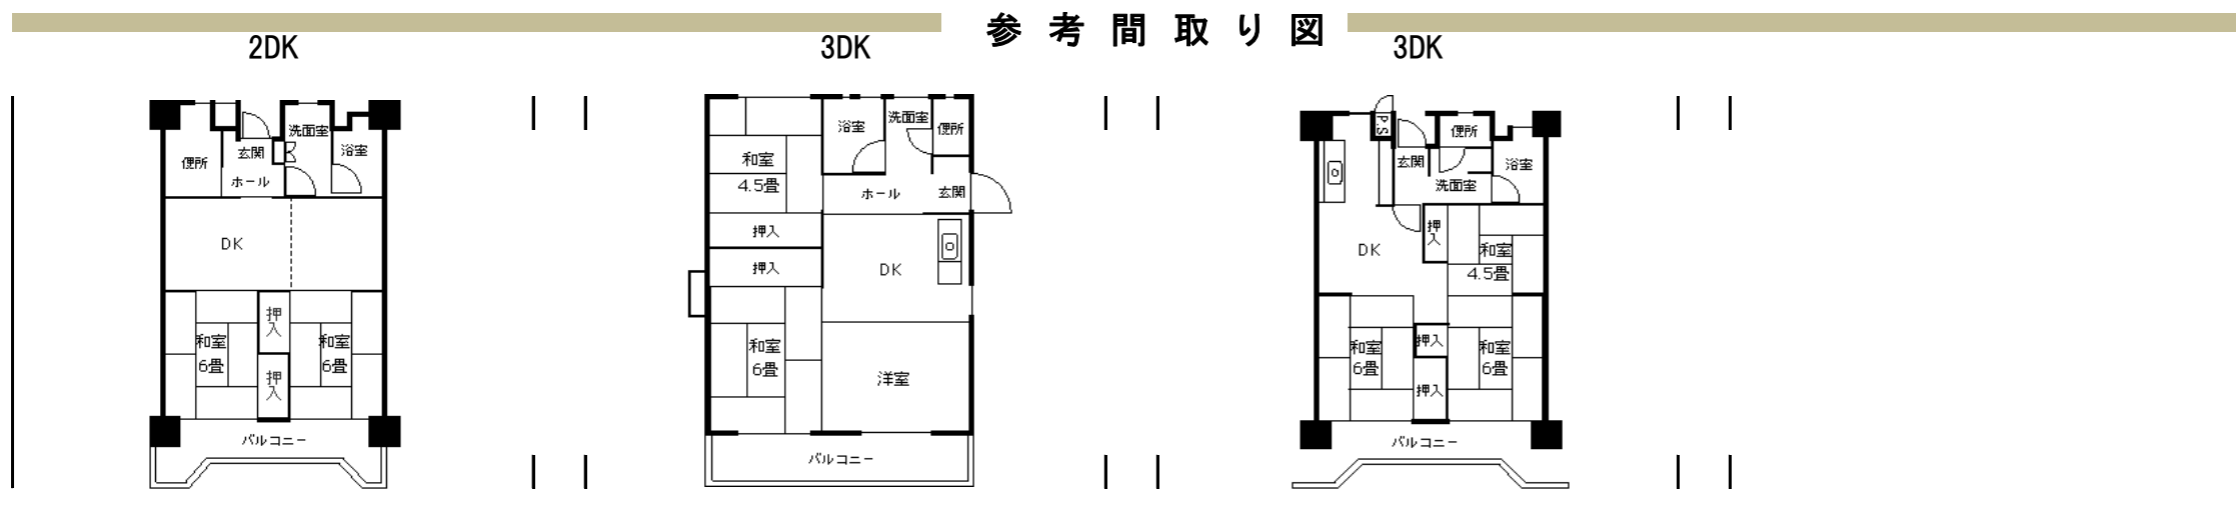 参考間取り図
2DK
3DK
3DK
洗面室
玄関
浴室
便所
ホール
DK
押入
和室
6畳
和室
6畳
押入
バルコニー
浴室
洗面室
便所
和室
4.5畳
ホール
玄関
押入
押入
DK
和室
6畳
洋室
バルコニー
P.S
便所
玄関
浴室
洗面室
押入
DK
和室
4.5畳
押入
和室
6畳
和室
6畳
押入
バルコニー